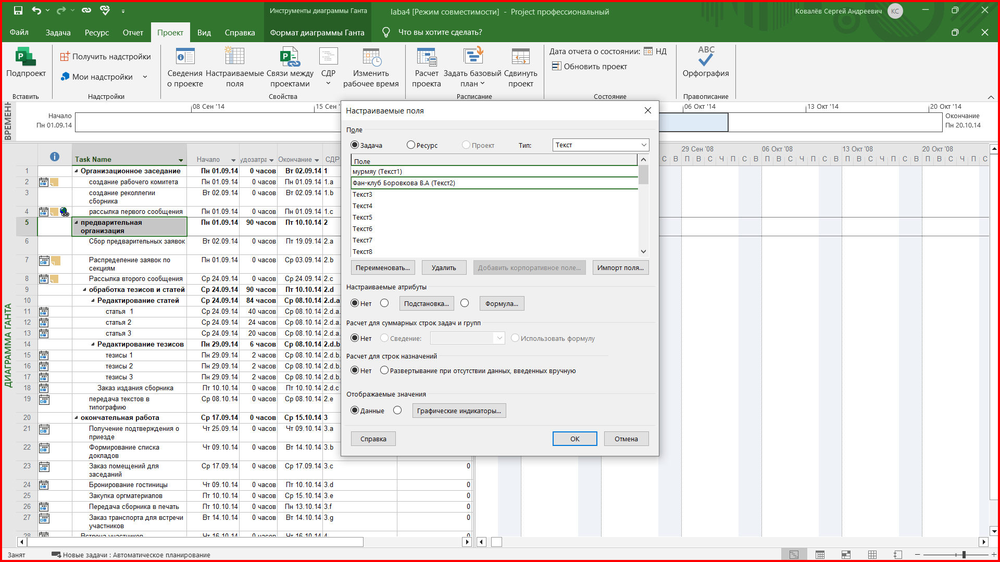 Инструменты диаграммы Ганта
laba4 [Режим совместимости] - Project профессиональный
Ковалёв Сергей Андреевич
КС
Файл
Задача
Ресурс
Отчет
Проект
Вид
Справка
Формат диаграммы Ганта
Что вы хотите сделать?
Подпроект
Вставить
Получить надстройки
Мои надстройки
Надстройки
Сведения
о проекте
Настраиваемые
поля
Связи между
проектами
СДР
Изменить
рабочее время
Свойства
Расчет
проекта
Задать базовый
план
Сдвинуть
проект
Расписание
Дата отчета о состоянии: НД
Обновить проект
Состояние
ABC
Орфография
Правописание
08 Сен '14
15 Сен '
06 Окт '14
13 Окт '14
20 Окт '14
Начало
Пн 01.09.14
Окончание
Пн 20.10.14
Task Name
Начало
удозатра
Окончание
СДР
1 Организационное заседание Пн 01.09.14 0 часов Вт 02.09.14 1
2 создание рабочего комитета Пн 01.09.14 0 часов Пн 01.09.14 1.a
3 создание реколлегии сборника Вт 02.09.14 0 часов Вт 02.09.14 1.b
4 рассылка первого сообщения Пн 01.09.14 0 часов Пн 01.09.14 1.c
5 предварительная организация Пн 01.09.14 90 часов Пт 10.10.14 2
6 Сбор предварительных заявок Вт 02.09.14 0 часов Пт 19.09.14 2.a
7 Распределение заявок по секциям Пн 01.09.14 0 часов Ср 03.09.14 2.b
8 Рассылка второго сообщения Ср 24.09.14 0 часов Ср 24.09.14 2.c
9 обработка тезисов и статей Ср 24.09.14 90 часов Пт 10.10.14 2.d
10 Редактирование статей Ср 24.09.14 84 часов Ср 08.10.14 2.d.a
11 статья 1 Ср 24.09.14 40 часов Ср 08.10.14 2.d.a.
12 статья 2 Ср 24.09.14 24 часов Ср 08.10.14 2.d.a.
13 статья 3 Ср 24.09.14 20 часов Ср 08.10.14 2.d.a.
14 Редактирование тезисов Пн 29.09.14 6 часов Ср 08.10.14 2.d.b
15 тезисы 1 Пн 29.09.14 2 часов Ср 08.10.14 2.d.b.
16 тезисы 2 Пн 29.09.14 2 часов Ср 08.10.14 2.d.b.
17 тезисы 3 Пн 29.09.14 2 часов Ср 08.10.14 2.d.b.
18 Заказ издания сборника Пт 10.10.14 0 часов Пт 10.10.14 2.d.c
19 передача текстов в типографию Ср 08.10.14 0 часов Ср 08.10.14 2.e
20 окончательная работа Ср 17.09.14 0 часов Ср 15.10.14 3
21 Получение подтверждения о приезде Чт 25.09.14 0 часов Чт 09.10.14 3.a
22 Формирование списка докладов Чт 09.10.14 0 часов Вт 14.10.14 3.b
23 Заказ помещений для заседаний Ср 17.09.14 0 часов Ср 17.09.14 3.c 0
24 Бронирование гостиницы Чт 09.10.14 0 часов Пт 10.10.14 3.d 0
25 Закупка оргматериалов Пт 10.10.14 0 часов Ср 15.10.14 3.e 0
26 Передача сборника в печать Пт 10.10.14 0 часов Пн 13.10.14 3.f 0
27 Заказ транспорта для встречи участников Вт 14.10.14 0 часов Вт 14.10.14 3.g 0
28 Встреча участников Чт 16.10.14 0 часов Чт 16.10.14 4 0
ДИАГРАММА ГАНТА
ВРЕМЕНН
29 Сен '08
06 Окт '08
13 Окт '08
20 Окт '08
С В П В С Ч П С В П В С Ч П С В П В С Ч П С В П В С Ч П С
Настраиваемые поля
Поле
Задача
Ресурс
Проект
Тип:
Текст
Поле
мурмяу (Текст1)
Фан-клуб Боровкова В.А (Текст2)
Текст3
Текст4
Текст5
Текст6
Текст7
Текст8
Переименовать...
Удалить
Добавить корпоративное поле...
Импорт поля...
Настраиваемые атрибуты
Нет
Подстановка...
Формула...
Расчет для суммарных строк задач и групп
Нет
Сведение:
Использовать формулу
Расчет для строк назначений
Нет
Развертывание при отсутствии данных, введенных вручную
Отображаемые значения
Данные
Графические индикаторы...
Справка
ОК
Отмена
Занят
Новые задачи : Автоматическое планирование